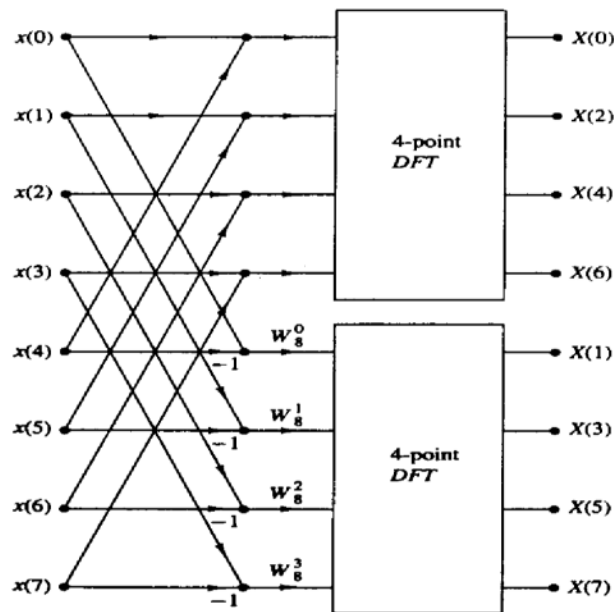 x(0) X(0)
x(1) X(2)
4-point
DFT
x(2) X(4)
x(3) X(6)
x(4) -1 W_8^0 X(1)
x(5) -1 W_8^1 X(3)
4-point
DFT
x(6) -1 W_8^2 X(5)
x(7) -1 W_8^3 X(7)